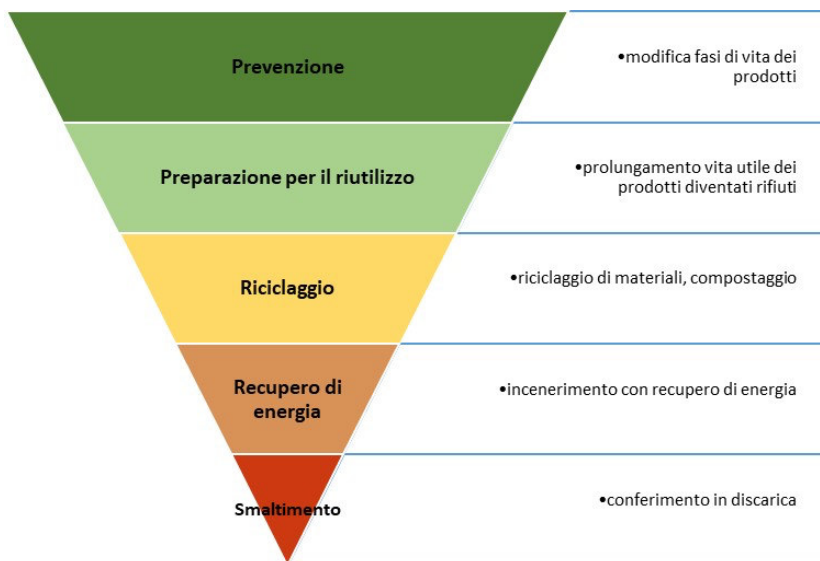 Prevenzione
•modifica fasi di vita dei
prodotti
Preparazione per il riutilizzo
•prolungamento vita utile dei
prodotti diventati rifiuti
Riciclaggio
•riciclaggio di materiali, compostaggio
Recupero di
energia
•incenerimento con recupero di energia
Smaltimento
•conferimento in discarica